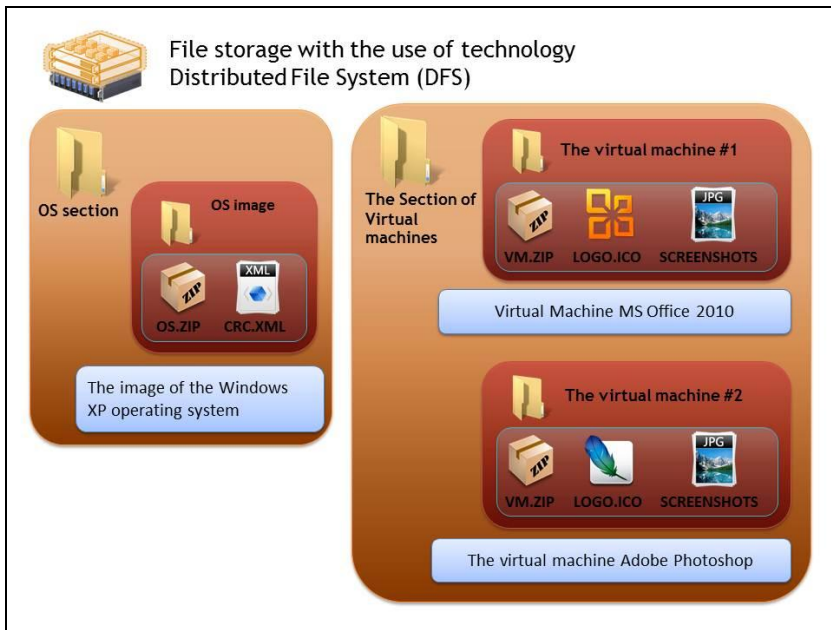 File storage with the use of technology
Distributed File System (DFS)
OS section
OS image
ZIP
XML
OS.ZIP
CRC.XML
The image of the Windows
XP operating system
The Section of
Virtual
machines
The virtual machine #1
ZIP
JPG
VM.ZIP
LOGO.ICO
SCREENSHOTS
Virtual Machine MS Office 2010
The virtual machine #2
ZIP
JPG
VM.ZIP
LOGO.ICO
SCREENSHOTS
The virtual machine Adobe Photoshop